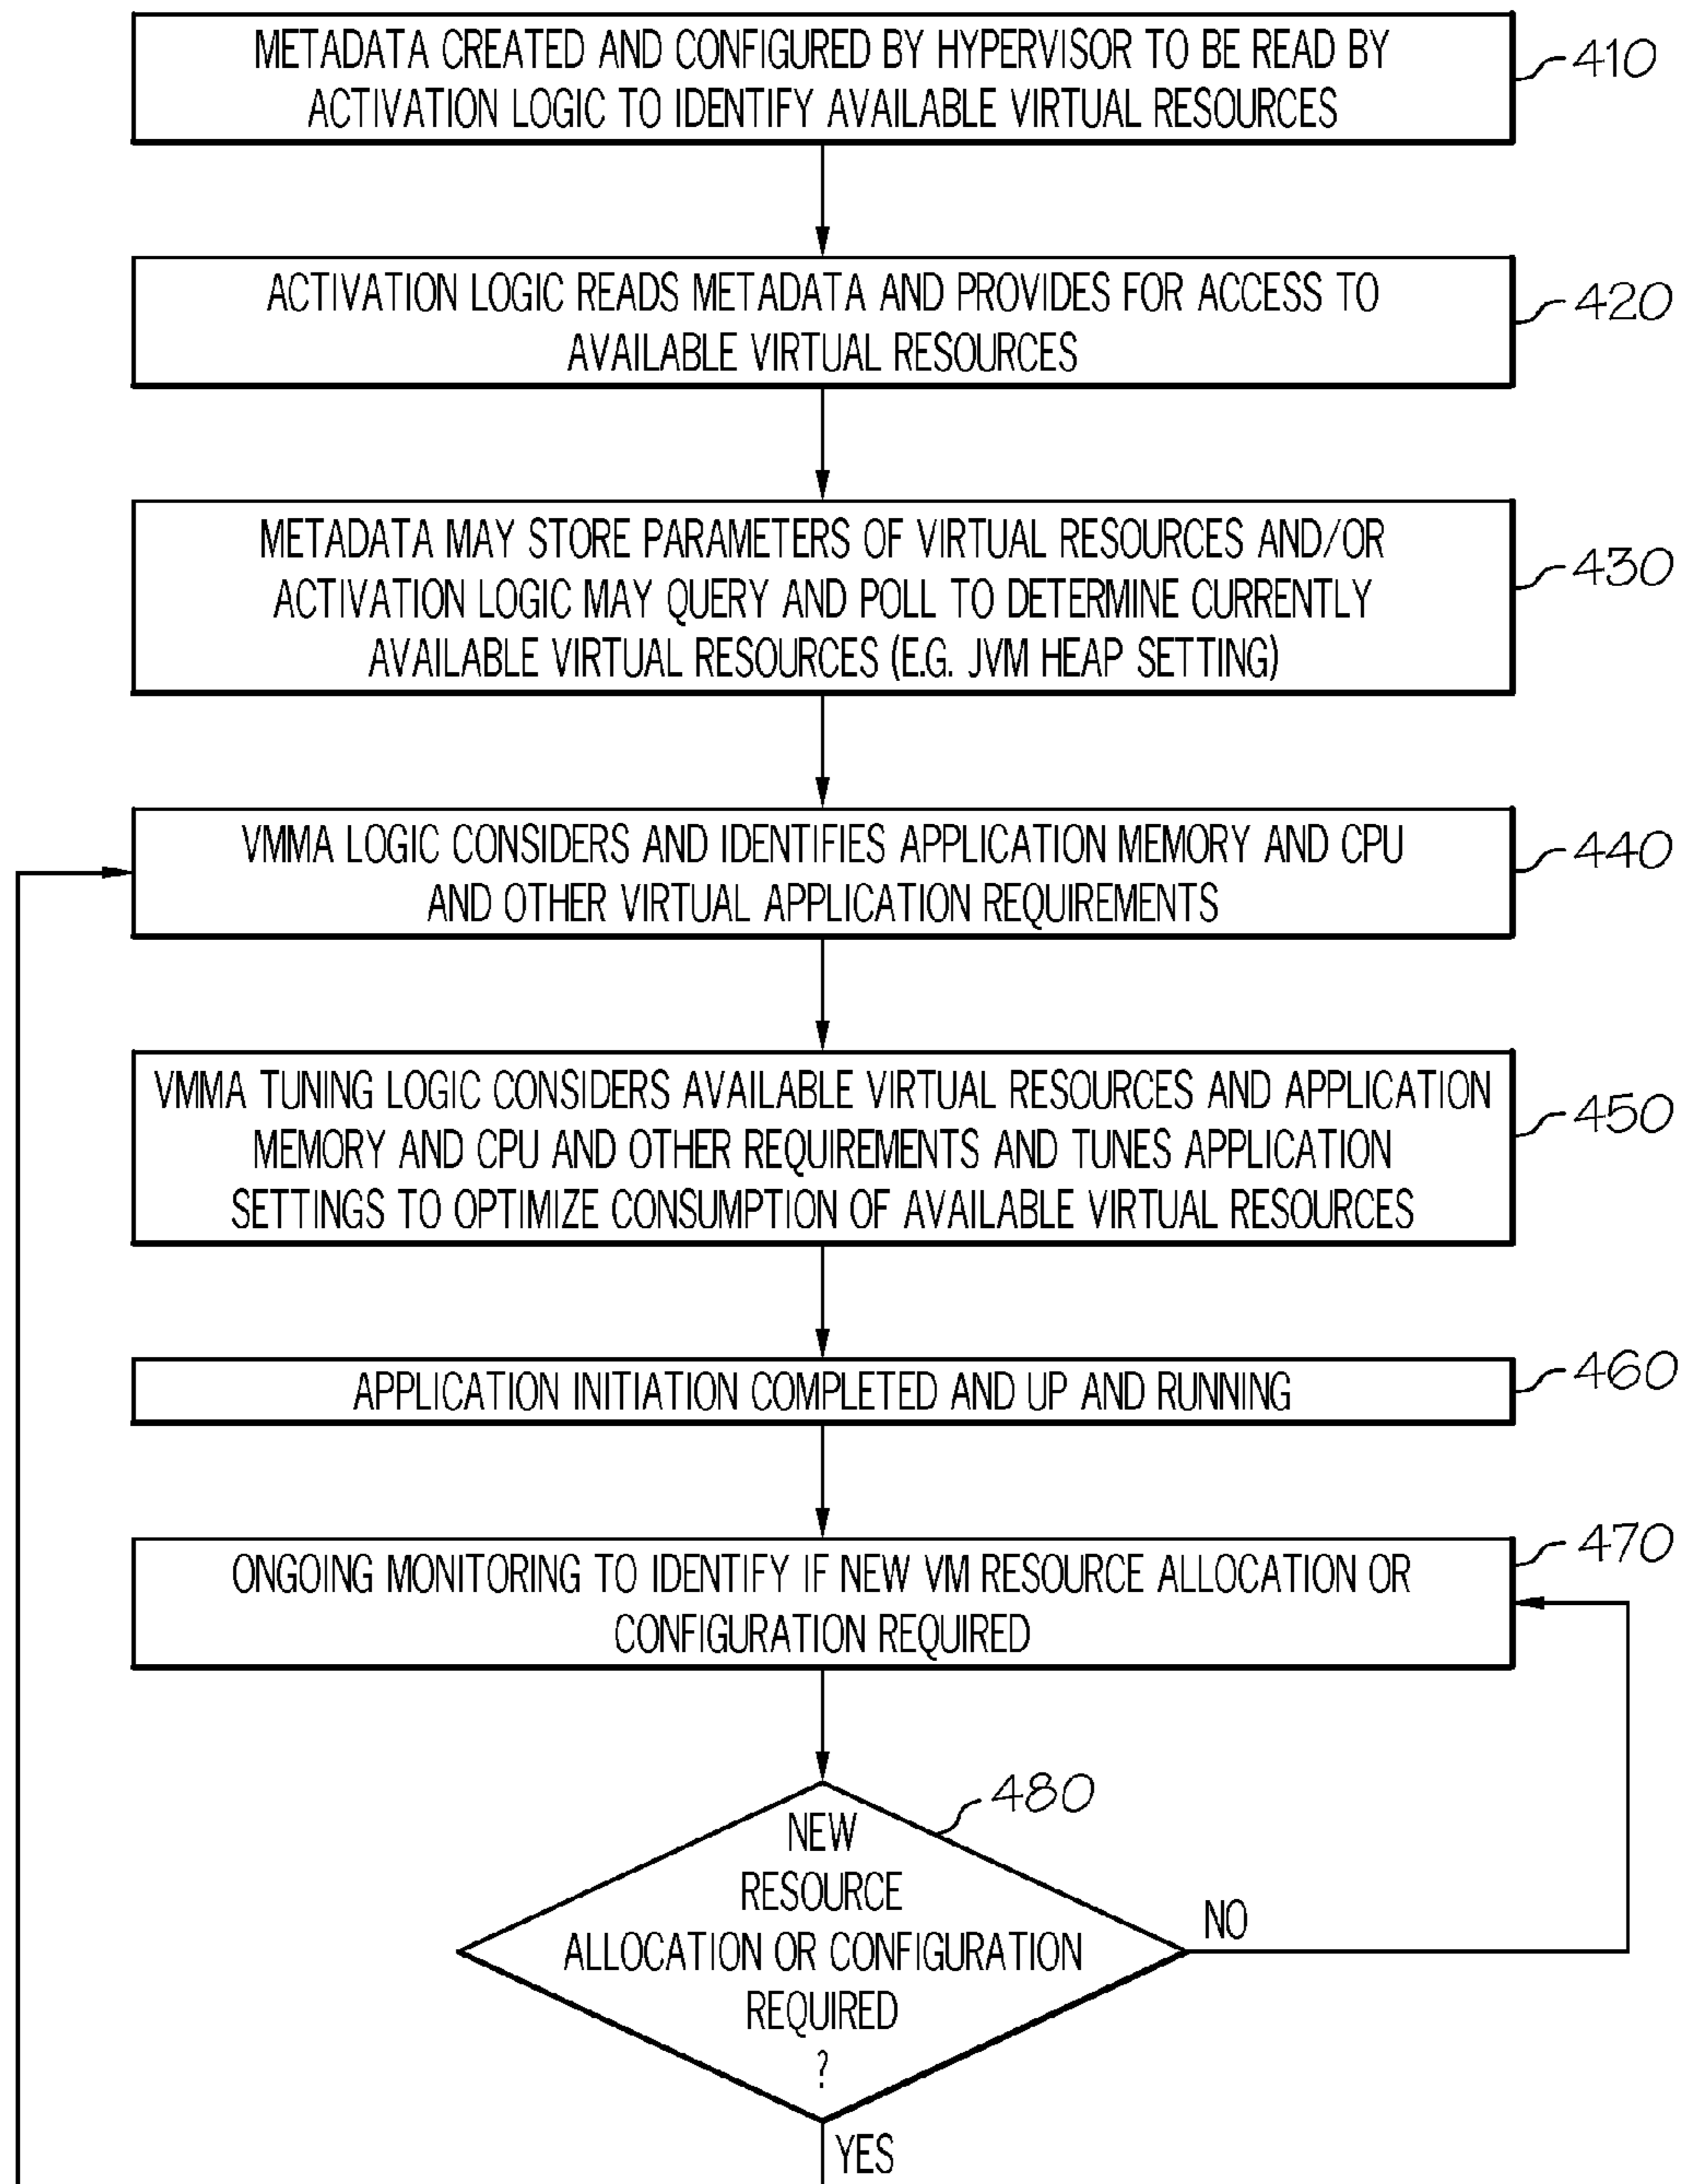 METADATA CREATED AND CONFIGURED BY HYPERVISOR TO BE READ BY
ACTIVATION LOGIC TO IDENTIFY AVAILABLE VIRTUAL RESOURCES
410
ACTIVATION LOGIC READS METADATA AND PROVIDES FOR ACCESS TO
AVAILABLE VIRTUAL RESOURCES
420
METADATA MAY STORE PARAMETERS OF VIRTUAL RESOURCES AND/OR
ACTIVATION LOGIC MAY QUERY AND POLL TO DETERMINE CURRENTLY
AVAILABLE VIRTUAL RESOURCES (E.G. JVM HEAP SETTING)
430
VMMA LOGIC CONSIDERS AND IDENTIFIES APPLICATION MEMORY AND CPU
AND OTHER VIRTUAL APPLICATION REQUIREMENTS
440
VMMA TUNING LOGIC CONSIDERS AVAILABLE VIRTUAL RESOURCES AND APPLICATION
MEMORY AND CPU AND OTHER REQUIREMENTS AND TUNES APPLICATION
SETTINGS TO OPTIMIZE CONSUMPTION OF AVAILABLE VIRTUAL RESOURCES
450
APPLICATION INITIATION COMPLETED AND UP AND RUNNING
460
ONGOING MONITORING TO IDENTIFY IF NEW VM RESOURCE ALLOCATION OR
CONFIGURATION REQUIRED
470
480
NEW
RESOURCE
ALLOCATION OR CONFIGURATION
REQUIRED
?
NO
YES